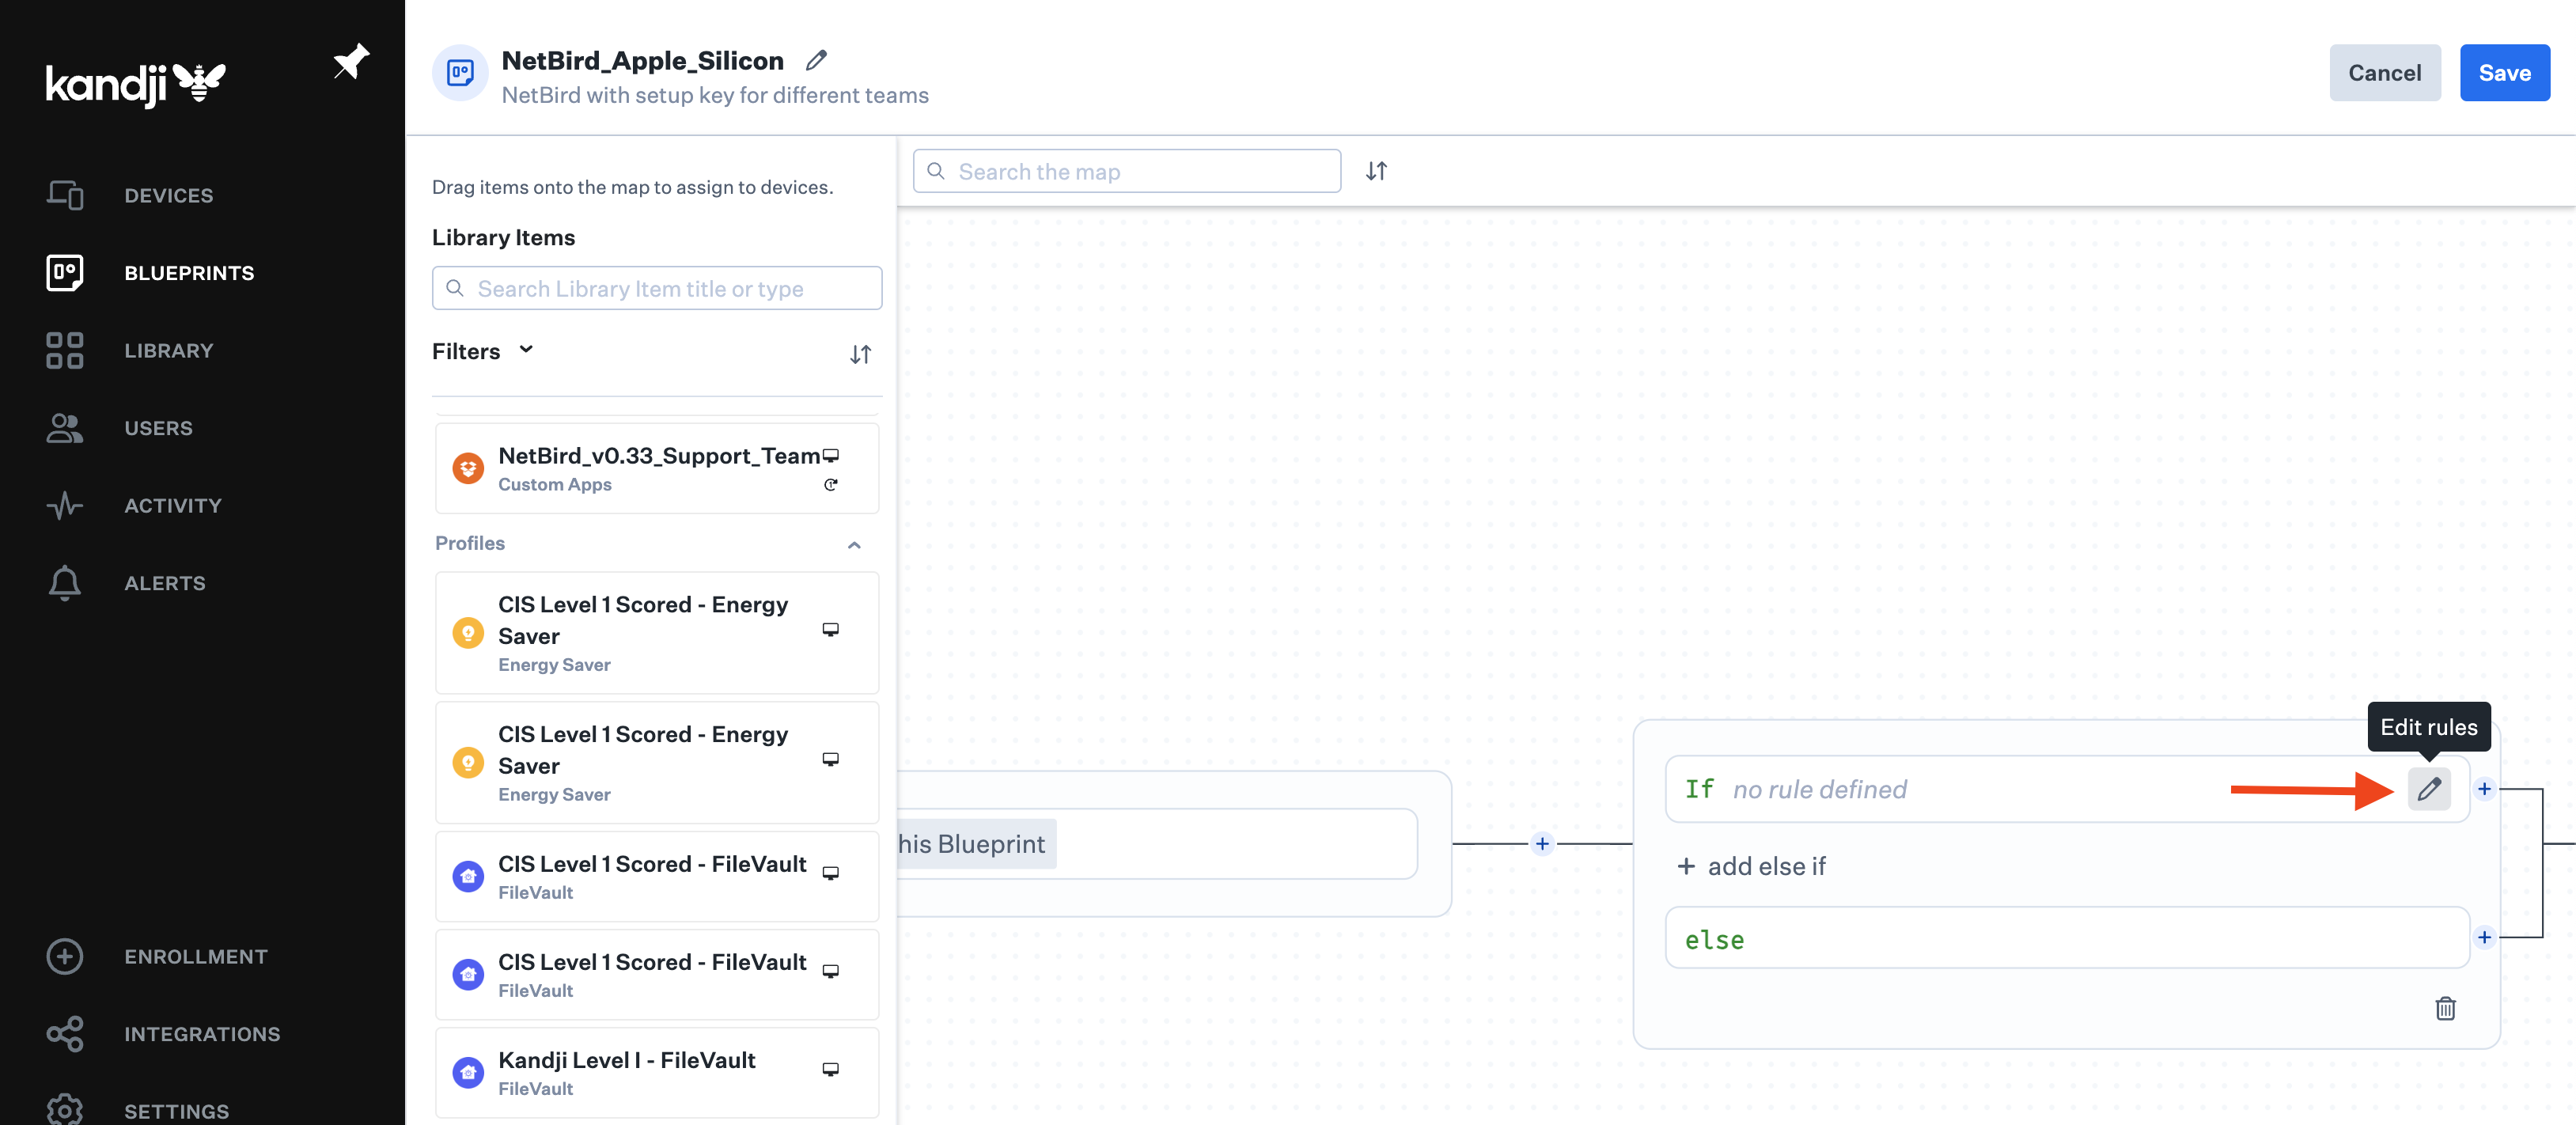 kandji
DEVICES
BLUEPRINTS
LIBRARY
USERS
ACTIVITY
ALERTS
ENROLLMENT
INTEGRATIONS
SETTINGS
NetBird_Apple_Silicon
NetBird with setup key for different teams
Cancel
Save
Drag items onto the map to assign to devices.
Library Items
Search Library Item title or type
Filters
NetBird_v0.33_Support_Team
Custom Apps
Profiles
CIS Level 1 Scored - Energy
Saver
Energy Saver
CIS Level 1 Scored - Energy
Saver
Energy Saver
CIS Level 1 Scored - FileVault
FileVault
CIS Level 1 Scored - FileVault
FileVault
Kandji Level I - FileVault
FileVault
Search the map
his Blueprint
Edit rules
If no rule defined
+ add else if
else